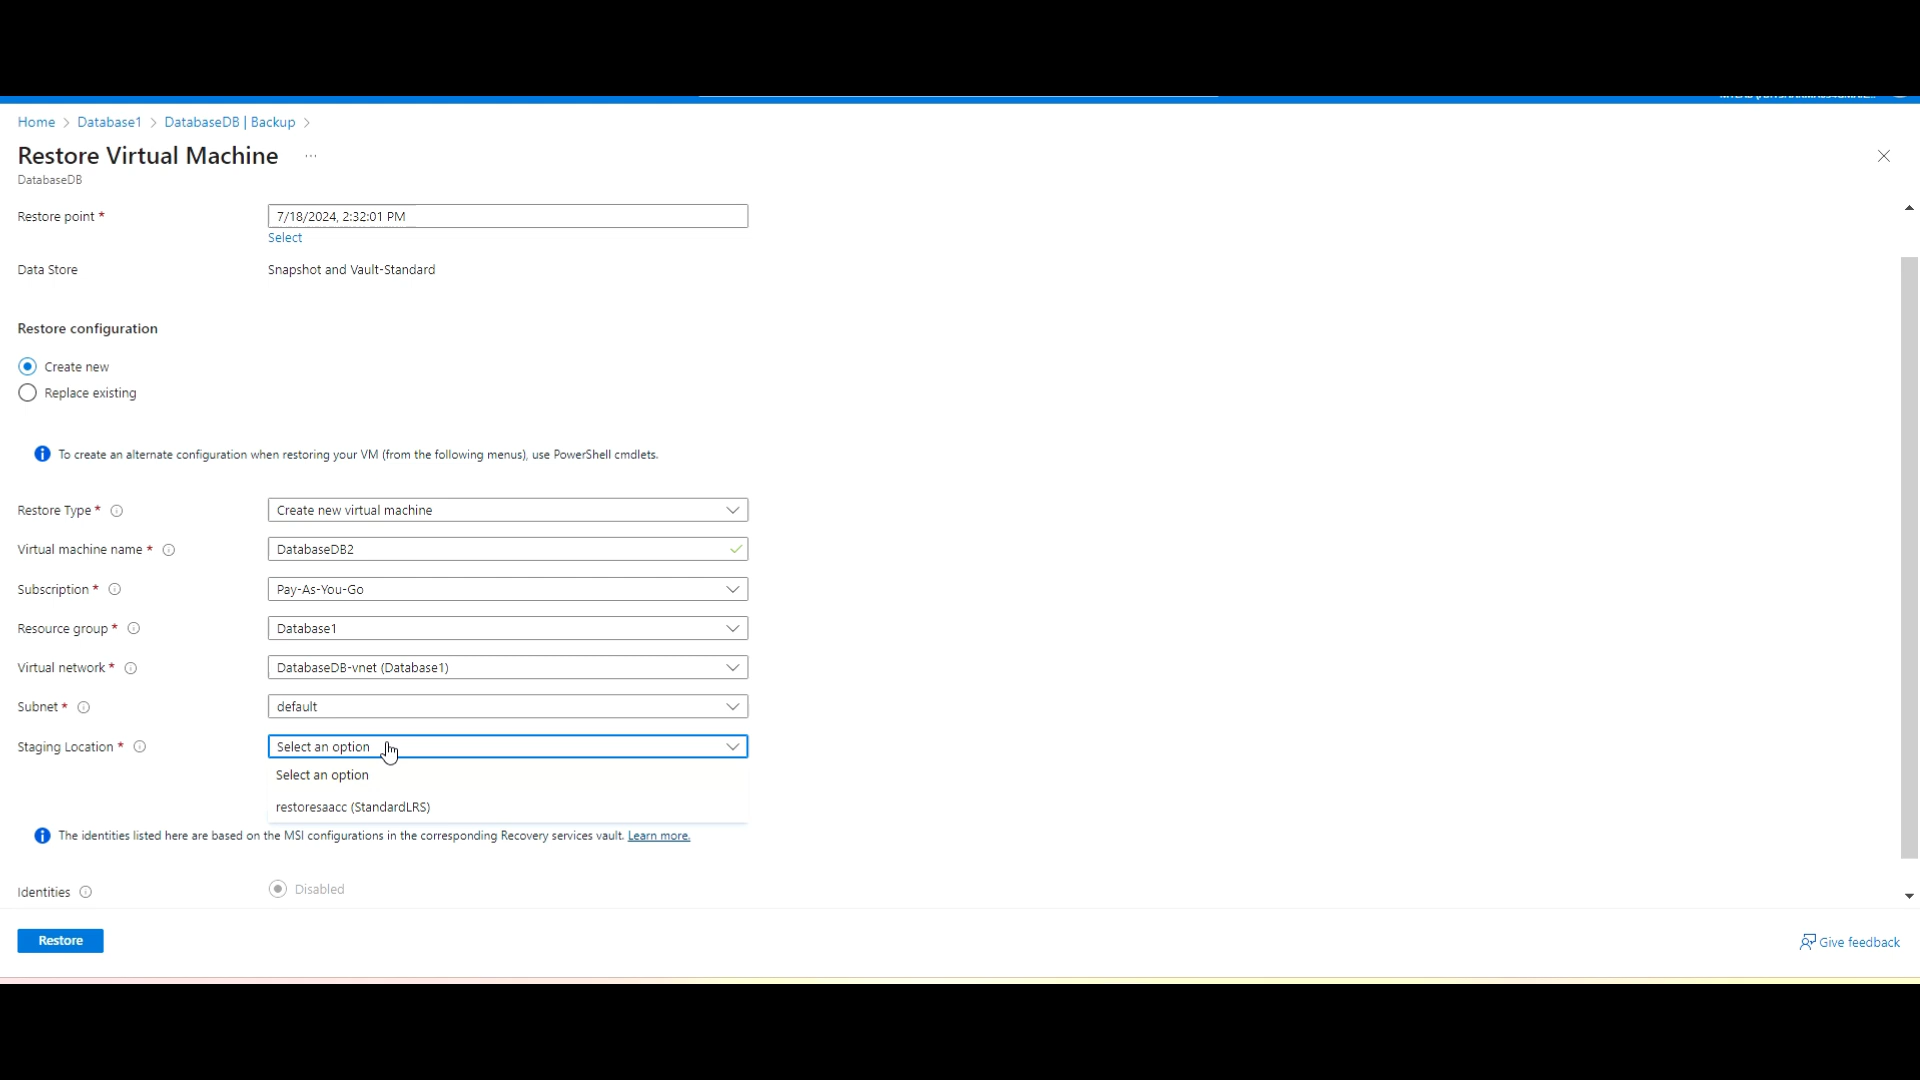 Home > Database1 > DatabaseDB | Backup >
Restore Virtual Machine ...
DatabaseDB
Restore point * 7/18/2024, 2:32:01 PM
Select
Data Store Snapshot and Vault-Standard
Restore configuration
Create new
Replace existing
To create an alternate configuration when restoring your VM (from the following menus), use PowerShell cmdlets.
Restore Type * Create new virtual machine
Virtual machine name * DatabaseDB2
Subscription * Pay-As-You-Go
Resource group * Database1
Virtual network * DatabaseDB-vnet (Database1)
Subnet * default
Staging Location * Select an option
Select an option
restoresaacc (StandardLRS)
The identities listed here are based on the MSI configurations in the corresponding Recovery services vault. Learn more.
Identities Disabled
Restore
Give feedback